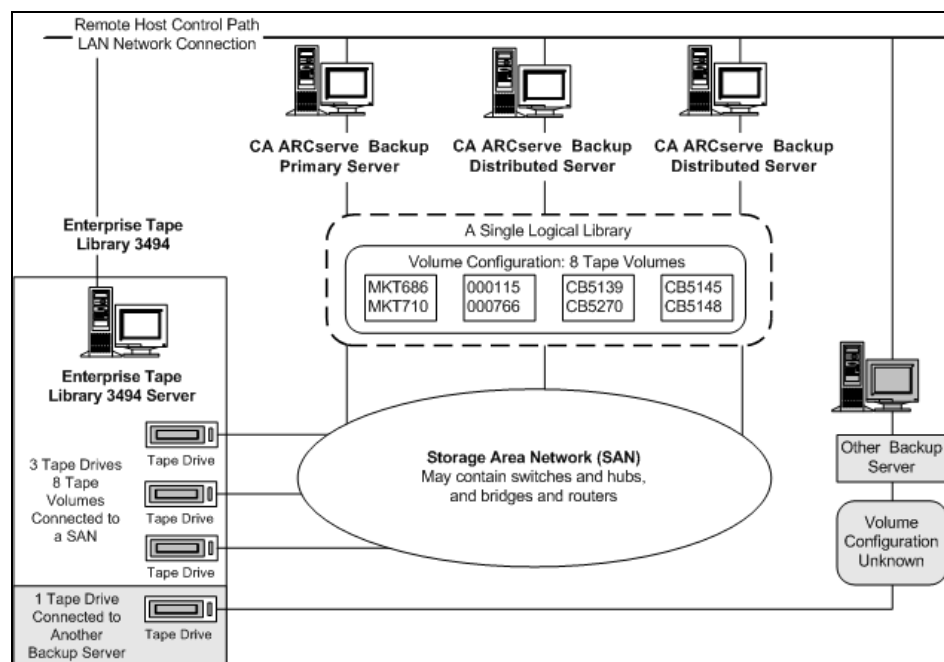 Remote Host Control Path
LAN Network Connection
CA ARCserve Backup
Primary Server
CA ARCserve Backup
Distributed Server
CA ARCserve Backup
Distributed Server
Enterprise Tape
Library 3494
A Single Logical Library
Volume Configuration: 8 Tape Volumes
MKT686
MKT710
000115
000766
CB5139
CB5270
CB5145
CB5148
Enterprise Tape
Library 3494 Server
3 Tape Drives
8 Tape
Volumes
Connected to
a SAN
Tape Drive
Tape Drive
Tape Drive
Storage Area Network (SAN)
May contain switches and hubs,
and bridges and routers
Other Backup
Server
Volume
Configuration
Unknown
1 Tape Drive
Connected to
Another
Backup Server
Tape Drive